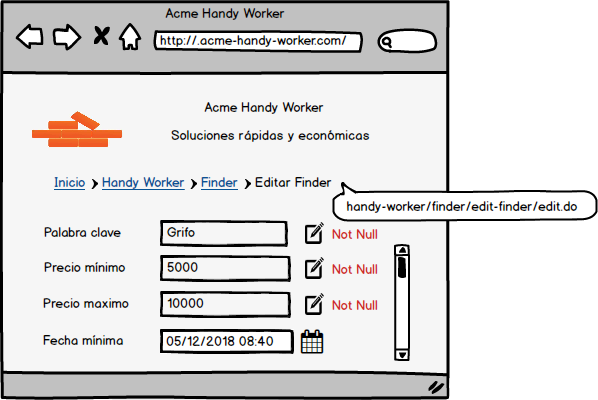 Acme Handy Worker
http://.acme-handy-worker.com/
Acme Handy Worker
Soluciones rápidas y económicas
Inicio Handy Worker Finder Editar Finder
handy-worker/finder/edit-finder/edit.do
Palabra clave Grifo Not Null
Precio mínimo 5000 Not Null
Precio maximo 10000 Not Null
Fecha mínima 05/12/2018 08:40